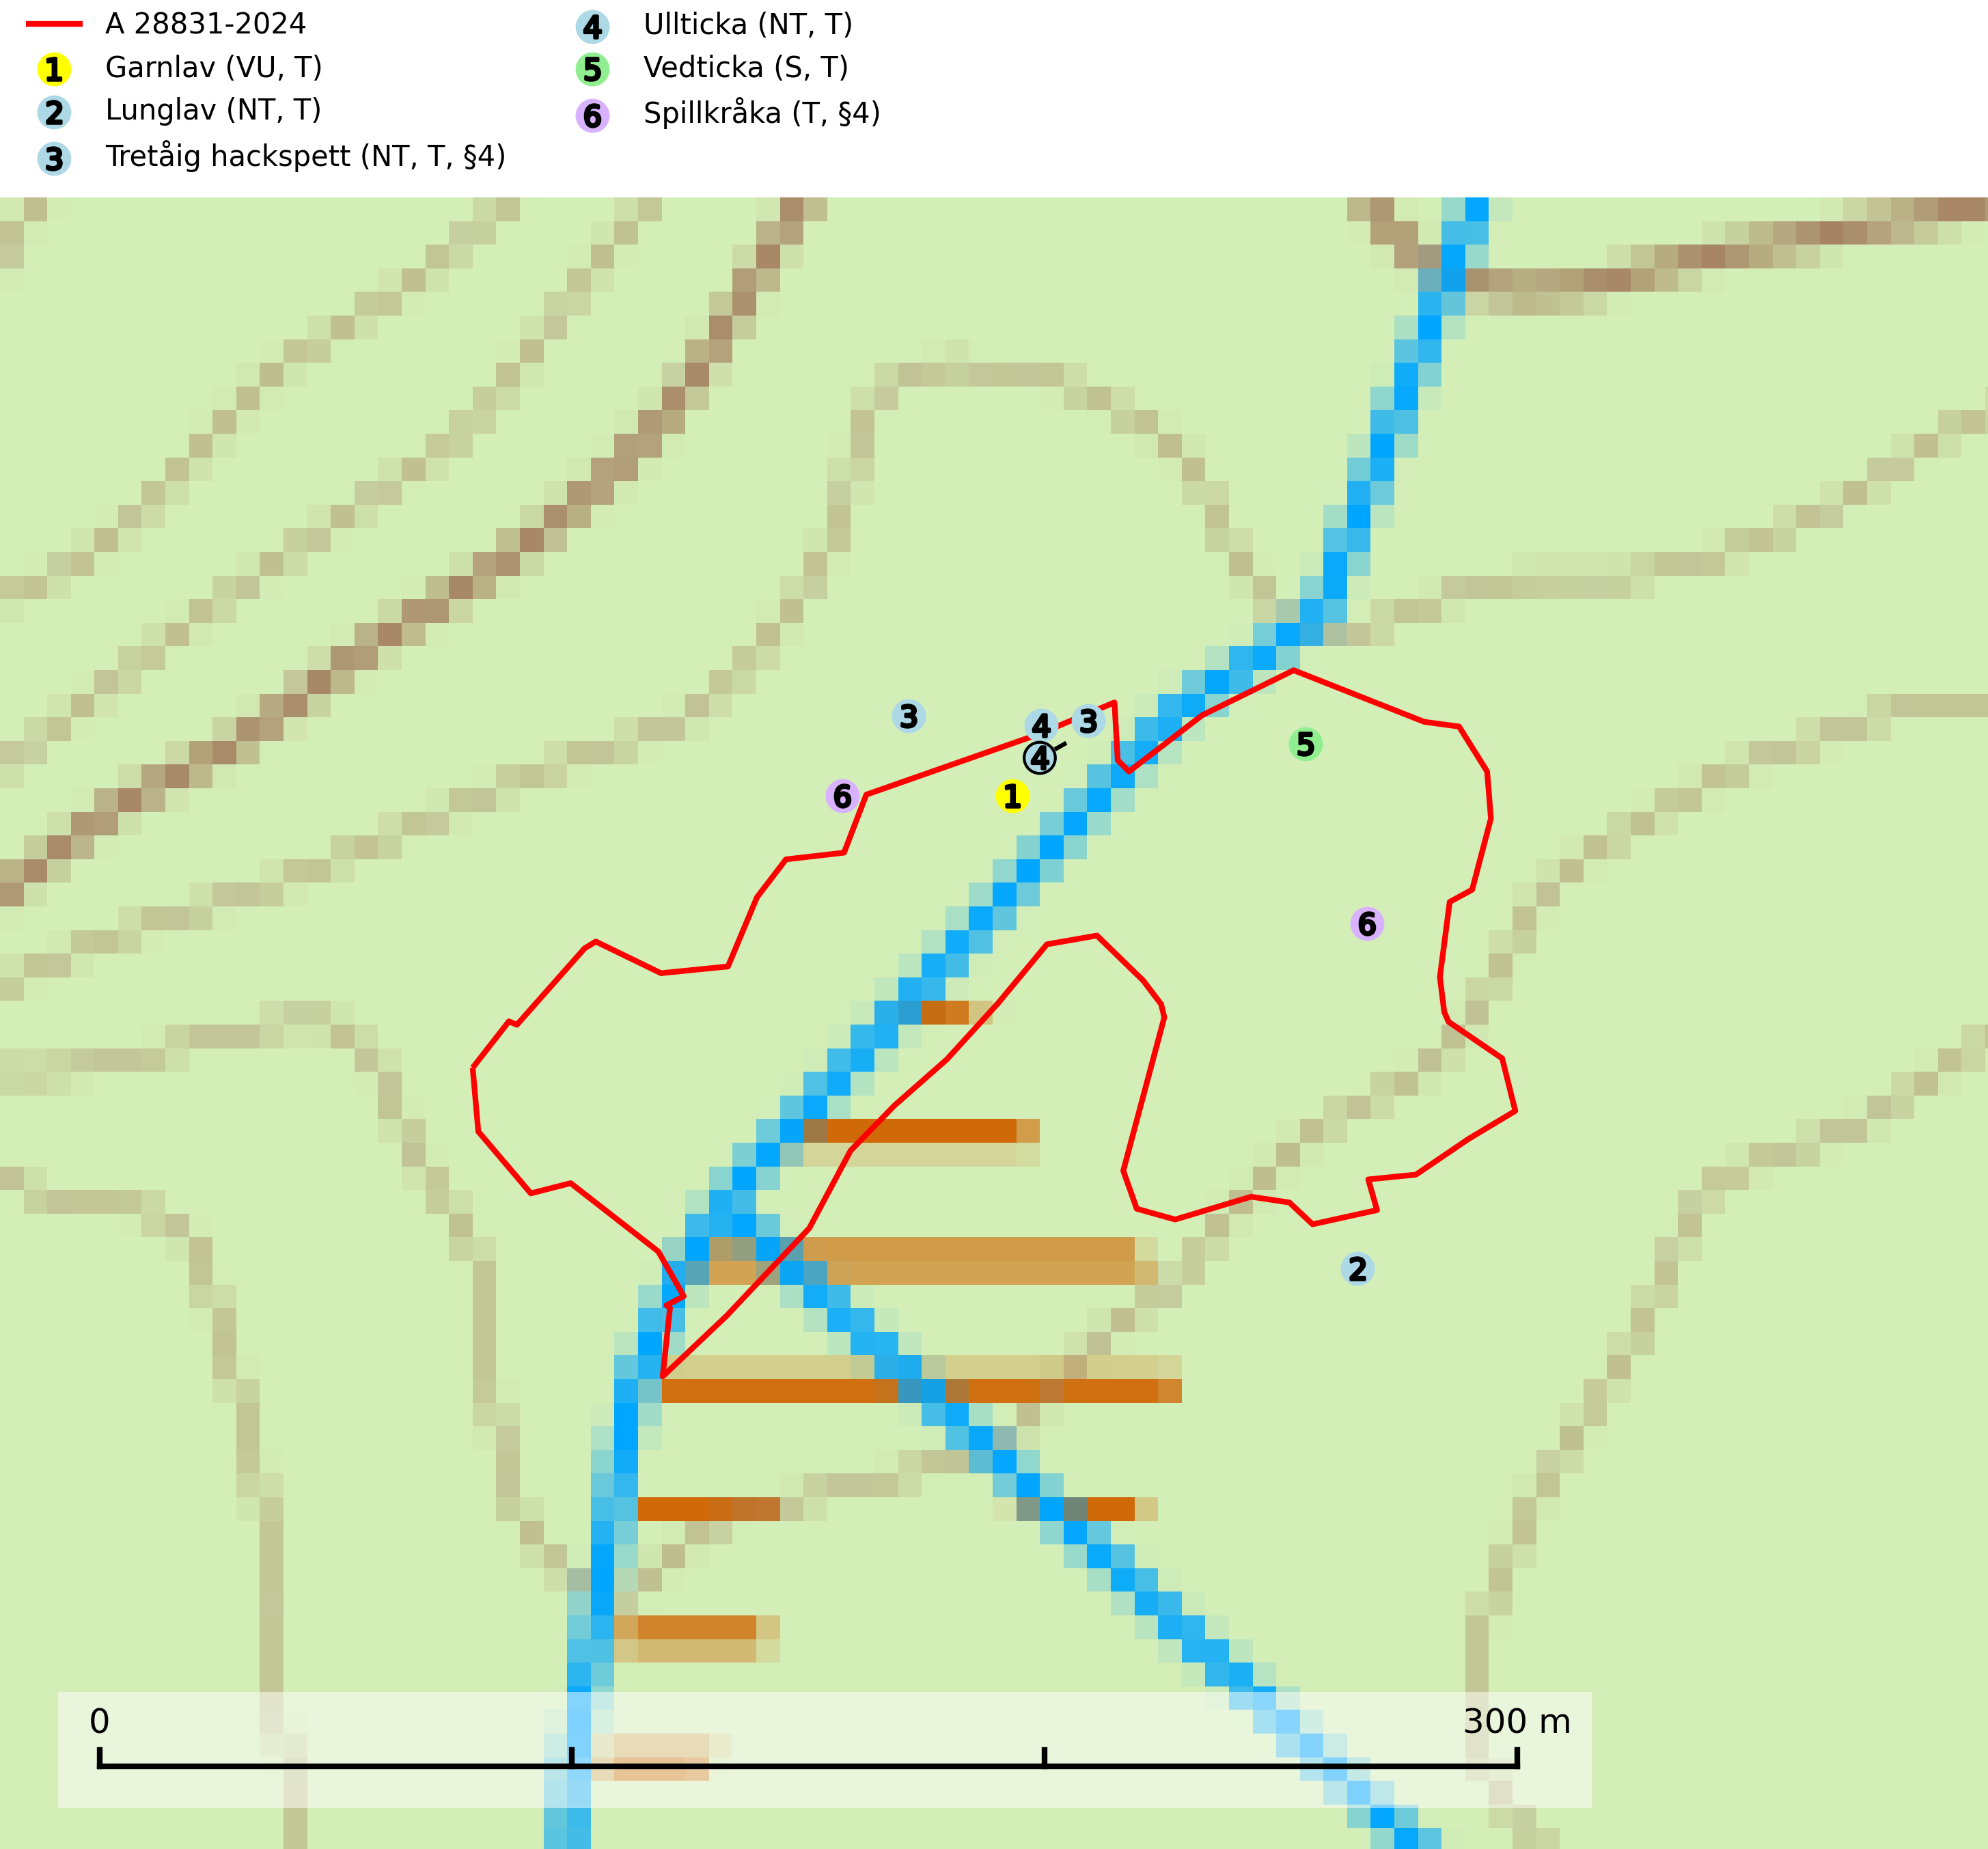 A 28831-2024
1 Garnlav (VU, T)
2 Lunglav (NT, T)
3 Tretåig hackspett (NT, T, §4)
4 Ullticka (NT, T)
5 Vedticka (S, T)
6 Spillkråka (T, §4)
3
4
3
4
5
6
1
6
2
0
300 m